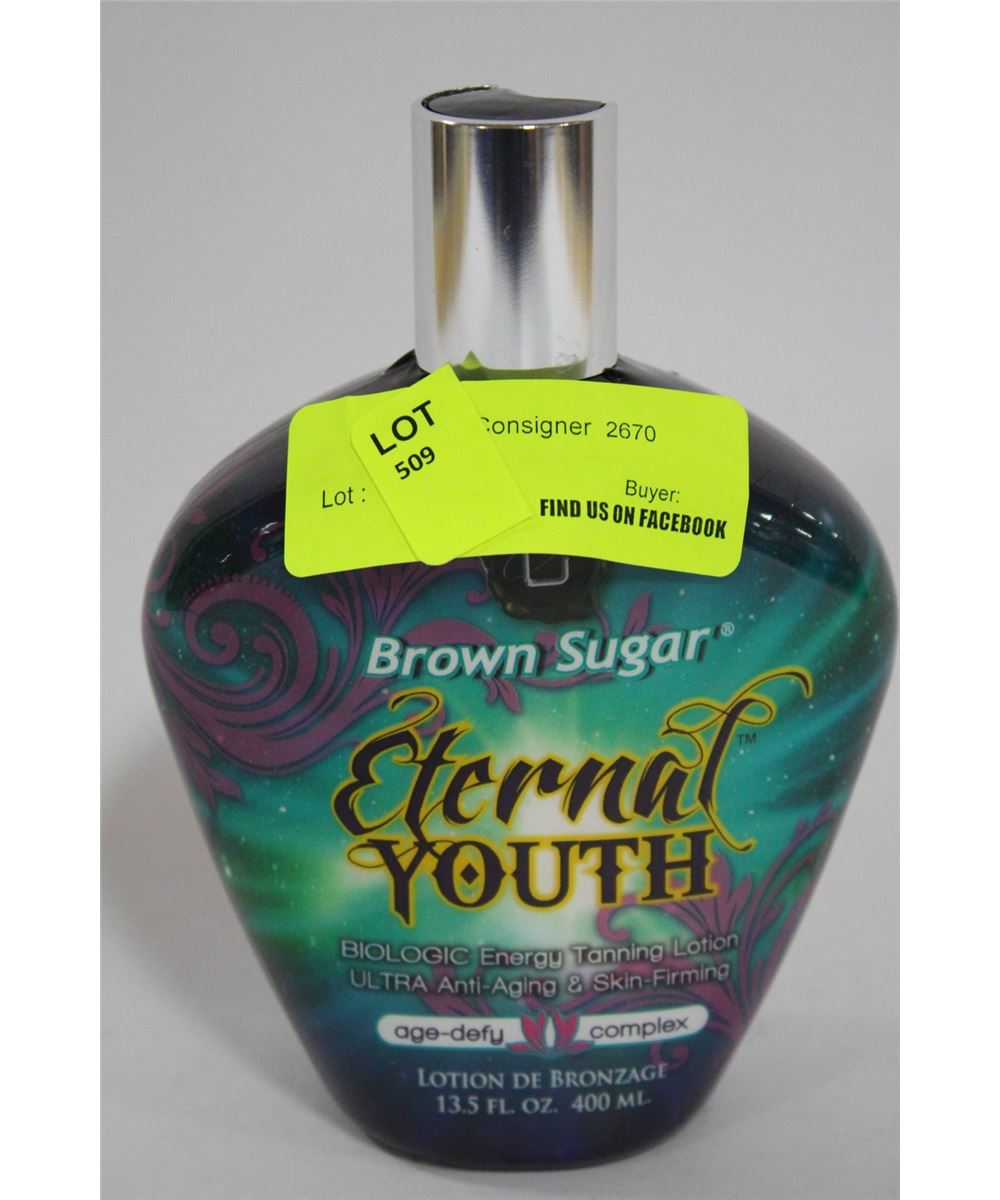 LOT
509
Consigner 2670
Lot :
Buyer:
FIND US ON FACEBOOK
Brown Sugar®
Eternal™
YOUTH
BIOLOGIC Energy Tanning Lotion
ULTRA Anti-Aging & Skin-Firming
age-defy complex
LOTION DE BRONZAGE
13.5 FL. OZ. 400 ML